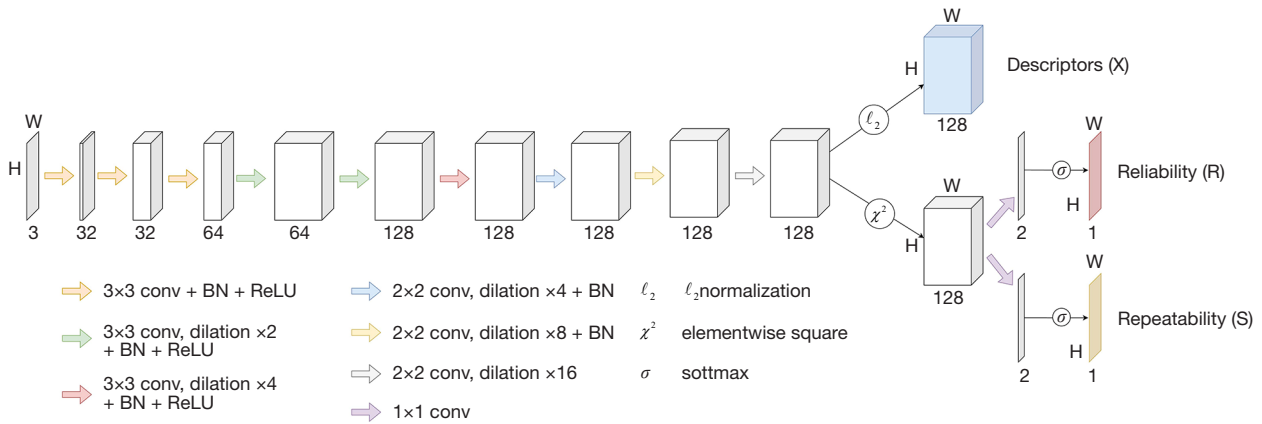 W
H
3
32
32
64
64
128
128
128
128
128
ℓ₂
χ²
W
H
128
Descriptors (X)
W
H
128
2
σ
W
H
1
Reliability (R)
2
σ
W
H
1
Repeatability (S)
3×3 conv + BN + ReLU
3×3 conv, dilation ×2
+ BN + ReLU
3×3 conv, dilation ×4
+ BN + ReLU
2×2 conv, dilation ×4 + BN
2×2 conv, dilation ×8 + BN
2×2 conv, dilation ×16
1×1 conv
ℓ₂ ℓ₂normalization
χ² elementwise square
σ sottmax